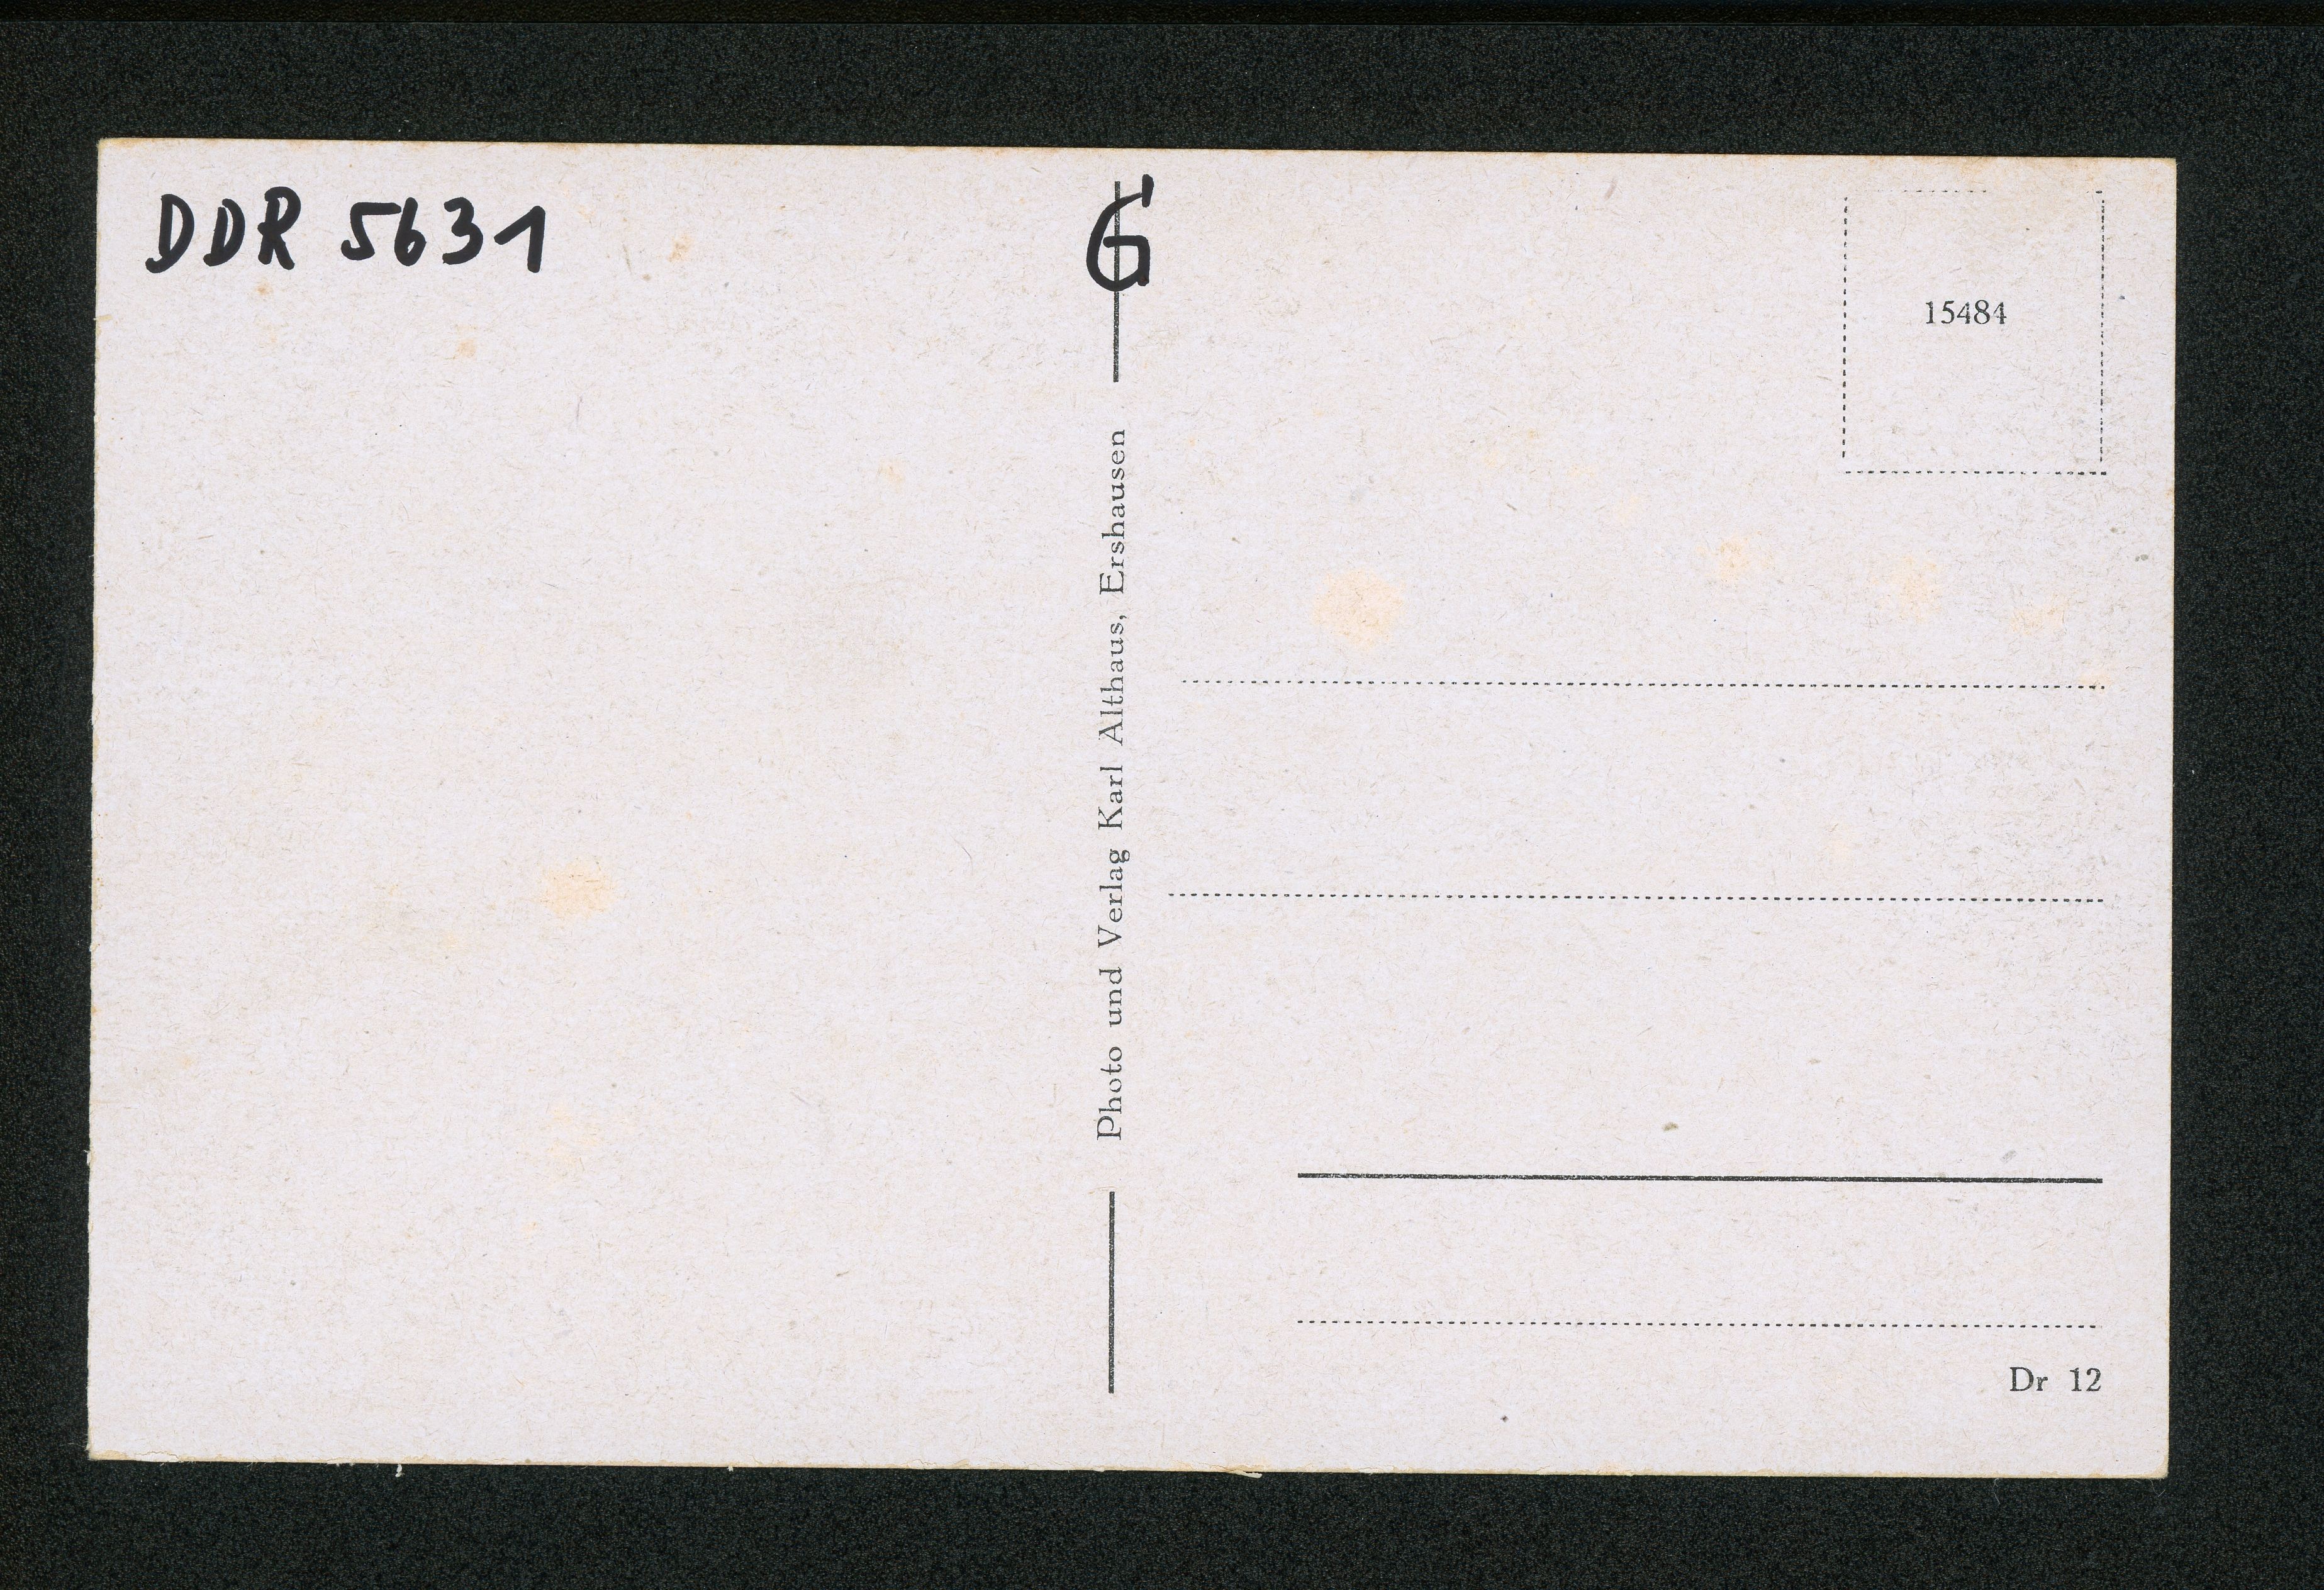 DDR 5631
G
15484
Photo und Verlag Karl Althaus, Ershausen
Dr 12